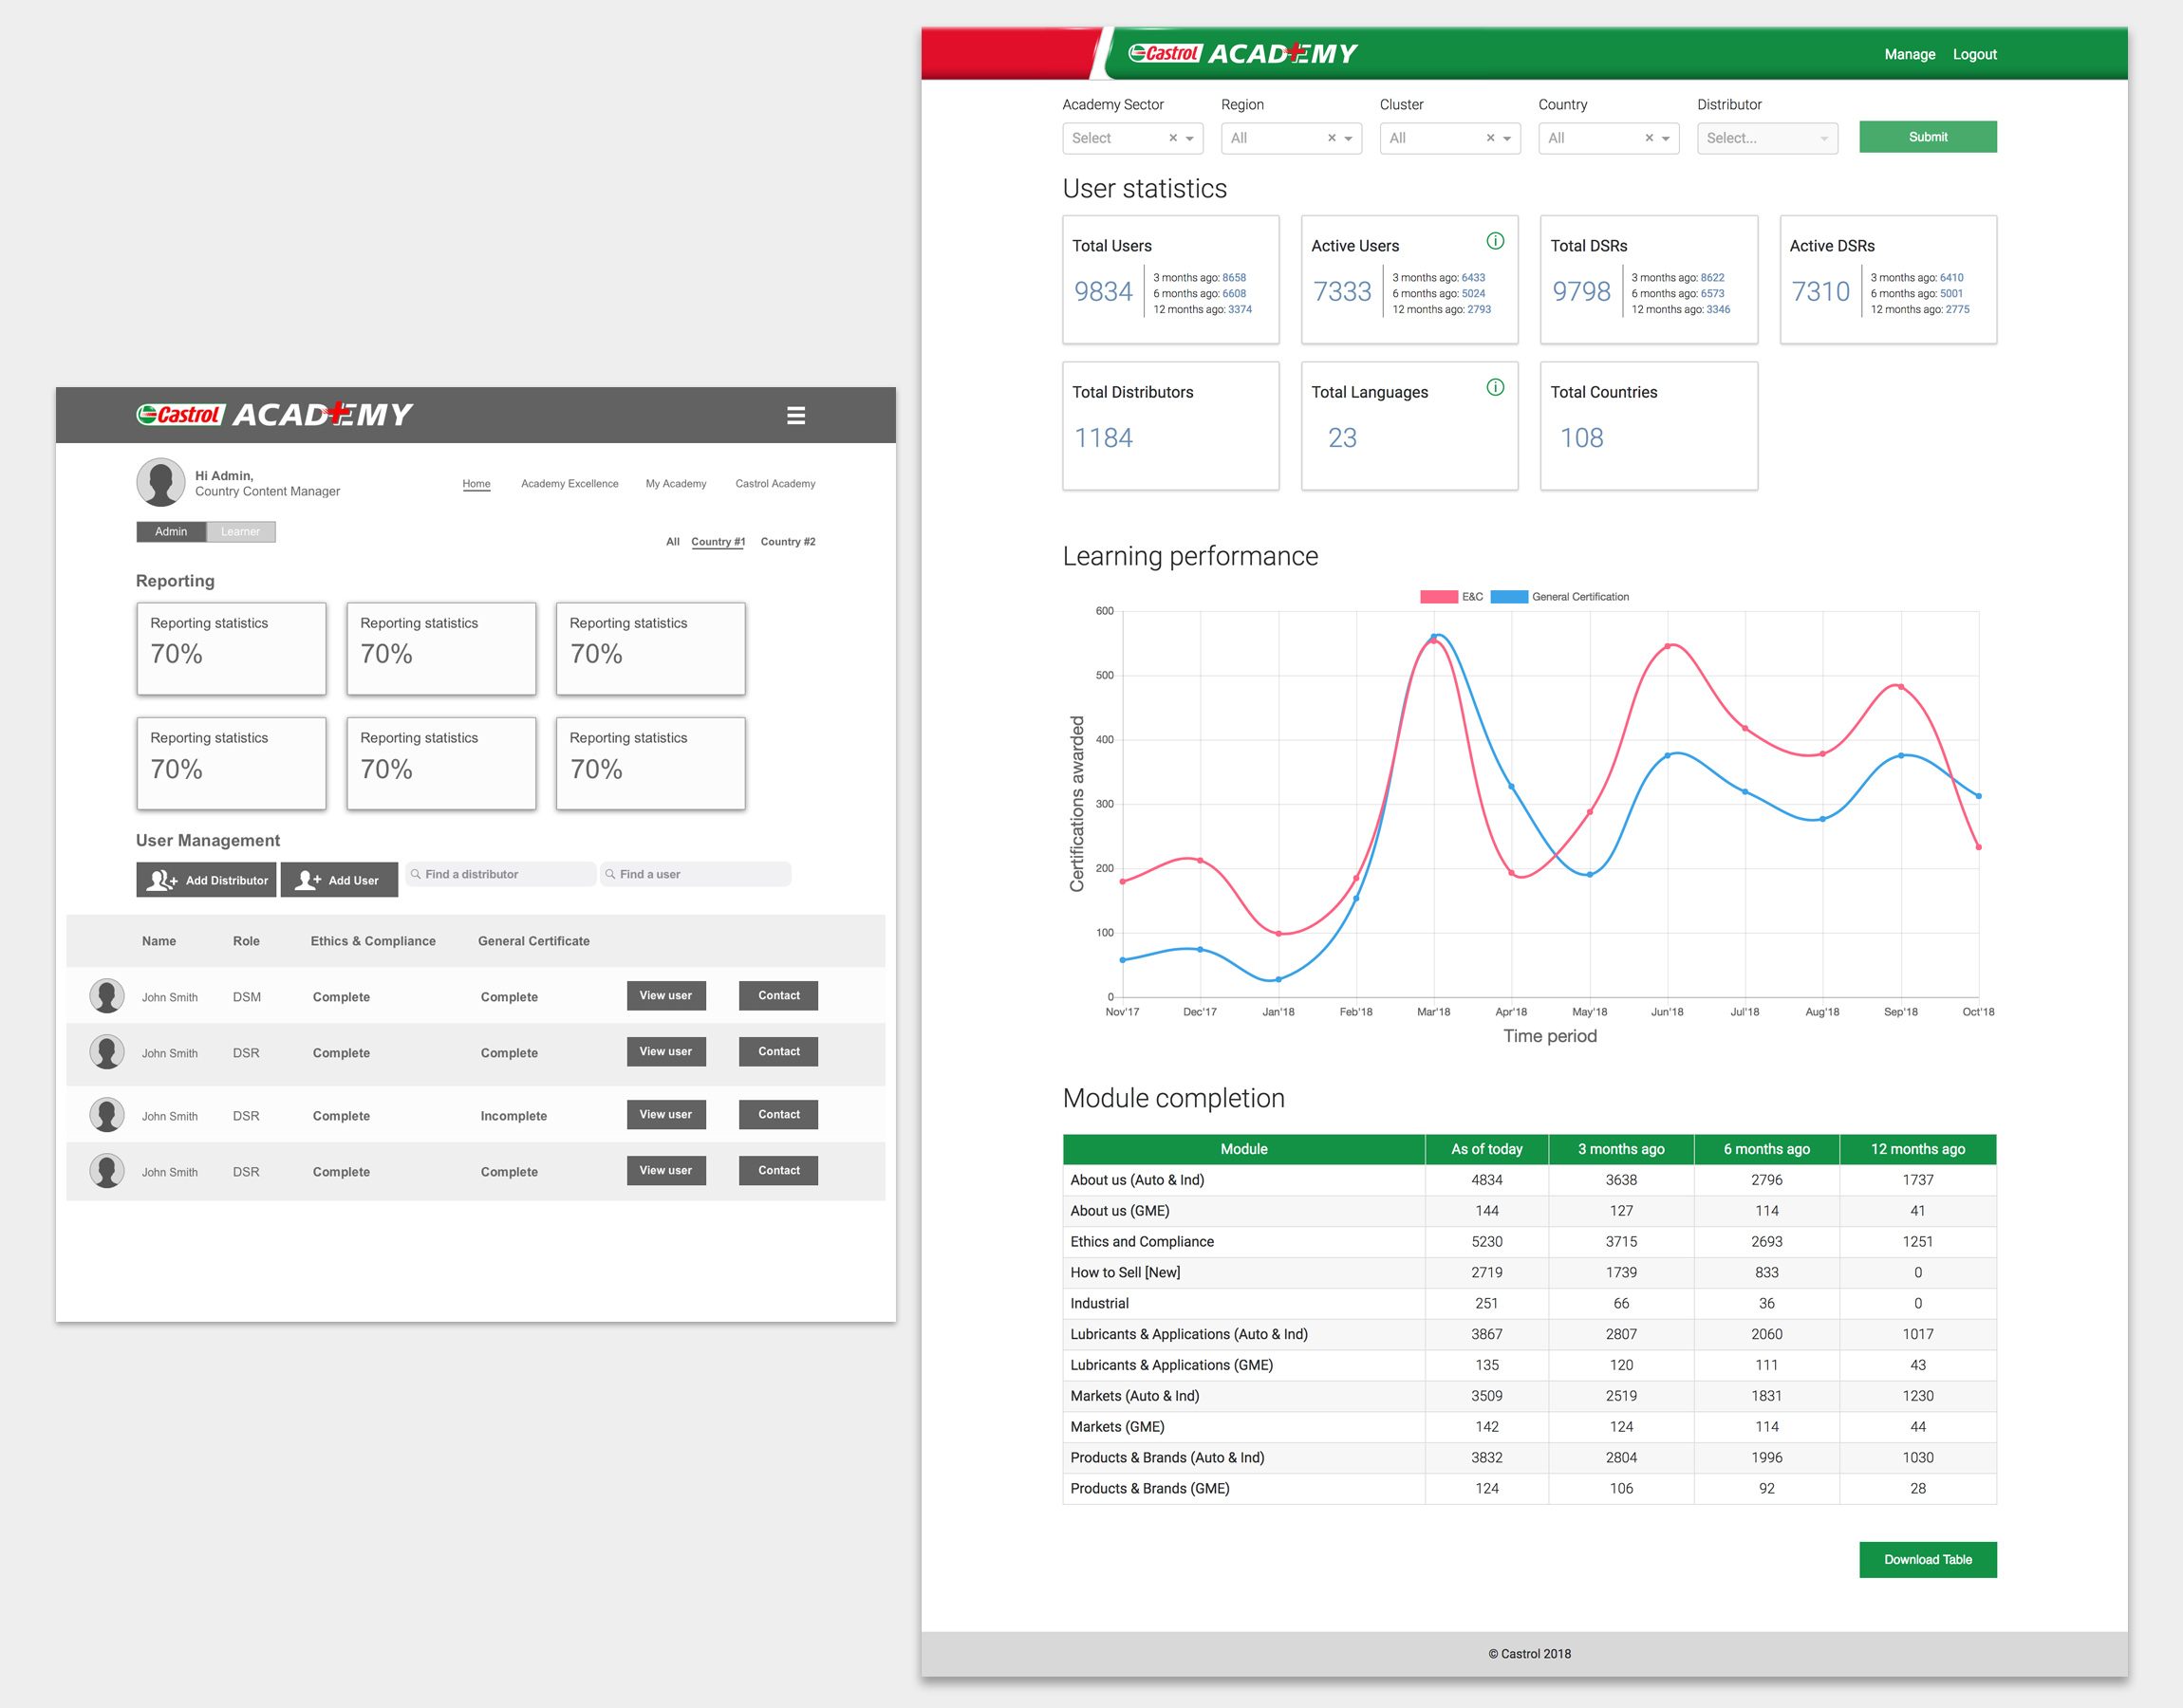 Castrol ACADEMY
Hi Admin,
Country Content Manager
Home Academy Excellence My Academy Castrol Academy
Admin Learner
All Country #1 Country #2
Reporting
Reporting statistics Reporting statistics Reporting statistics
70% 70% 70%
Reporting statistics Reporting statistics Reporting statistics
70% 70% 70%
User Management
Add Distributor Add User Find a distributor Find a user
Name Role Ethics & Compliance General Certificate
John Smith DSM Complete Complete View user Contact
John Smith DSR Complete Complete View user Contact
John Smith DSR Complete Incomplete View user Contact
John Smith DSR Complete Complete View user Contact
Castrol ACADEMY Manage Logout
Academy Sector Region Cluster Country Distributor
Select × All × All × All × Select... Submit
User statistics
Total Users
9834
3 months ago: 8658
6 months ago: 6608
12 months ago: 3374
Active Users
7333
3 months ago: 6433
6 months ago: 5024
12 months ago: 2793
Total DSRs
9798
3 months ago: 8622
6 months ago: 6573
12 months ago: 3346
Active DSRs
7310
3 months ago: 6410
6 months ago: 5001
12 months ago: 2775
Total Distributors
1184
Total Languages
23
Total Countries
108
Learning performance
E&C General Certification
600
500
400
300
200
100
0
Certifications awarded
Nov'17 Dec'17 Jan'18 Feb'18 Mar'18 Apr'18 May'18 Jun'18 Jul'18 Aug'18 Sep'18 Oct'18
Time period
Module completion
Module As of today 3 months ago 6 months ago 12 months ago
About us (Auto & Ind) 4834 3638 2796 1737
About us (GME) 144 127 114 41
Ethics and Compliance 5230 3715 2693 1251
How to Sell [New] 2719 1739 833 0
Industrial 251 66 36 0
Lubricants & Applications (Auto & Ind) 3867 2807 2060 1017
Lubricants & Applications (GME) 135 120 111 43
Markets (Auto & Ind) 3509 2519 1831 1230
Markets (GME) 142 124 114 44
Products & Brands (Auto & Ind) 3832 2804 1996 1030
Products & Brands (GME) 124 106 92 28
Download Table
© Castrol 2018